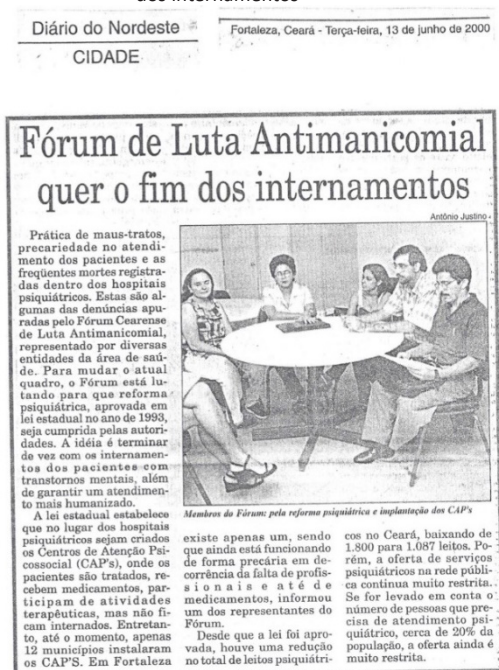 dos internamentos
Diário do Nordeste
CIDADE
Fortaleza, Ceará - Terça-feira, 13 de junho de 2000
Fórum de Luta Antimanicomial
quer o fim dos internamentos
Antônio Justino
Prática de maus-tratos,
precariedade no atendi-
mento dos pacientes e as
freqüentes mortes registra-
das dentro dos hospitais
psiquiátricos. Estas são al-
gumas das denúncias apu-
radas pelo Fórum Cearense
de Luta Antimanicomial,
representado por diversas
entidades da área de saú-
de. Para mudar o atual
quadro, o Fórum está lu-
tando para que reforma
psiquiátrica, aprovada em
lei estadual no ano de 1993,
seja cumprida pelas autori-
dades. A idéia é terminar
de vez com os internamen-
tos dos pacientes com
transtornos mentais, além
de garantir um atendimen-
to mais humanizado.
A lei estadual estabelece
que no lugar dos hospitais
psiquiátricos sejam criados
os Centros de Atenção Psi-
cossocial (CAP's), onde os
pacientes são tratados, re-
cebem medicamentos, par-
ticipam de atividades
terapêuticas, mas não fi-
cam internados. Entretan-
to, até o momento, apenas
12 municípios instalaram
os CAP'S. Em Fortaleza
Membros do Fórum: pela reforma psiquiátrica e implantação dos CAP's
existe apenas um, sendo
que ainda está funcionando
de forma precária em de-
corrência da falta de profis-
sionais até de
medicamentos, informou
um dos representantes do
Fórum.
Desde que a lei foi apro-
vada, houve uma redução
no total de leitos psiquiátri-
cos no Ceará, baixando de
1.800 para 1.087 leitos. Po-
rém, a oferta de serviços
psiquiátricos na rede públi-
ca continua muito restrita.
Se for levado em conta o
número de pessoas que pre-
cisa de atendimento psi-
quiátrico, cerca de 20% da
população, a oferta ainda é
muito restrita.